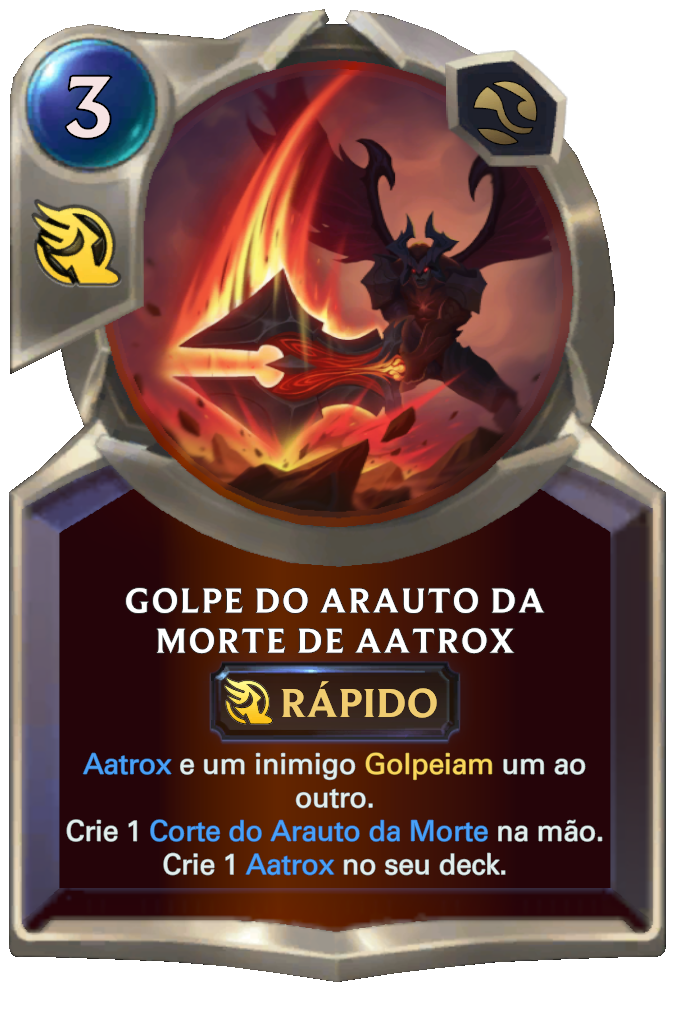 3
GOLPE DO ARAUTO DA
MORTE DE AATROX
RÁPIDO
Aatrox e um inimigo Golpeiam um ao
outro.
Crie 1 Corte do Arauto da Morte na mão.
Crie 1 Aatrox no seu deck.